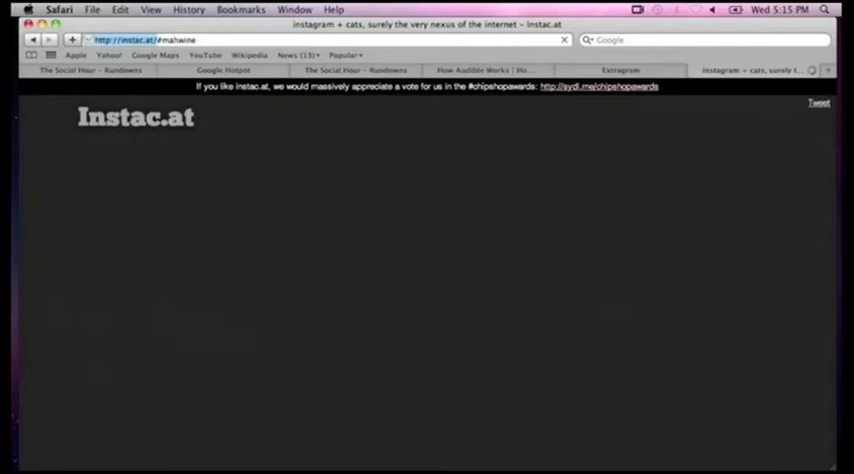 Safari File Edit View History Bookmarks Window Help Wed 5:15 PM
instagram + cats, surely the very nexus of the internet – Instac.at
http://instac.at/#mahwine Google
Apple Yahoo! Google Maps YouTube Wikipedia News (13) Popular
The Social Hour - Rundowns Google Hotpot The Social Hour - Rundowns How Audible Works | Ho... Extragram instagram + cats, surely the t...
If you like instac.at, we would massively appreciate a vote for us in the #chipshopawards: http://sydl.me/chipshopawards
Tweet
Instac.at